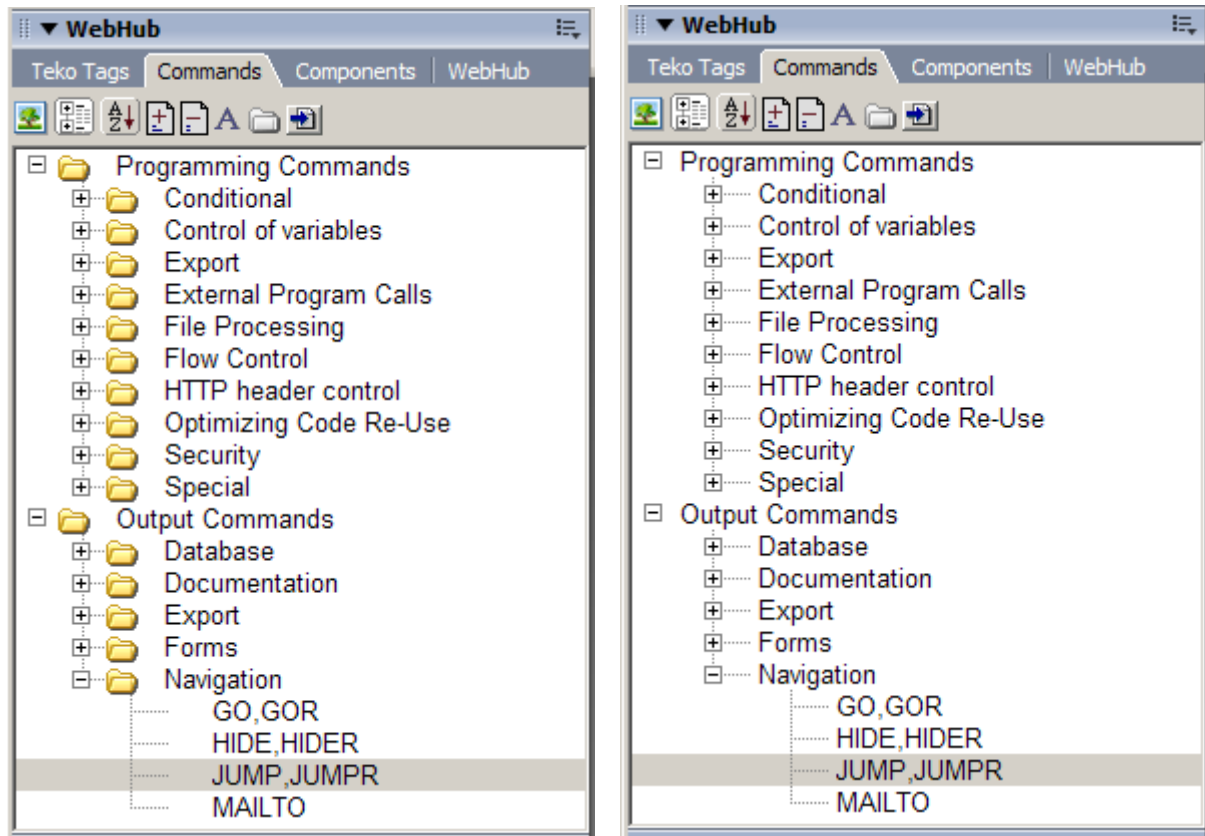 WebHub
Teko Tags Commands Components WebHub
A Z A
Programming Commands
Conditional
Control of variables
Export
External Program Calls
File Processing
Flow Control
HTTP header control
Optimizing Code Re-Use
Security
Special
Output Commands
Database
Documentation
Export
Forms
Navigation
GO,GOR
HIDE,HIDER
JUMP,JUMPR
MAILTO
WebHub
Teko Tags Commands Components WebHub
A Z A
Programming Commands
Conditional
Control of variables
Export
External Program Calls
File Processing
Flow Control
HTTP header control
Optimizing Code Re-Use
Security
Special
Output Commands
Database
Documentation
Export
Forms
Navigation
GO,GOR
HIDE,HIDER
JUMP,JUMPR
MAILTO